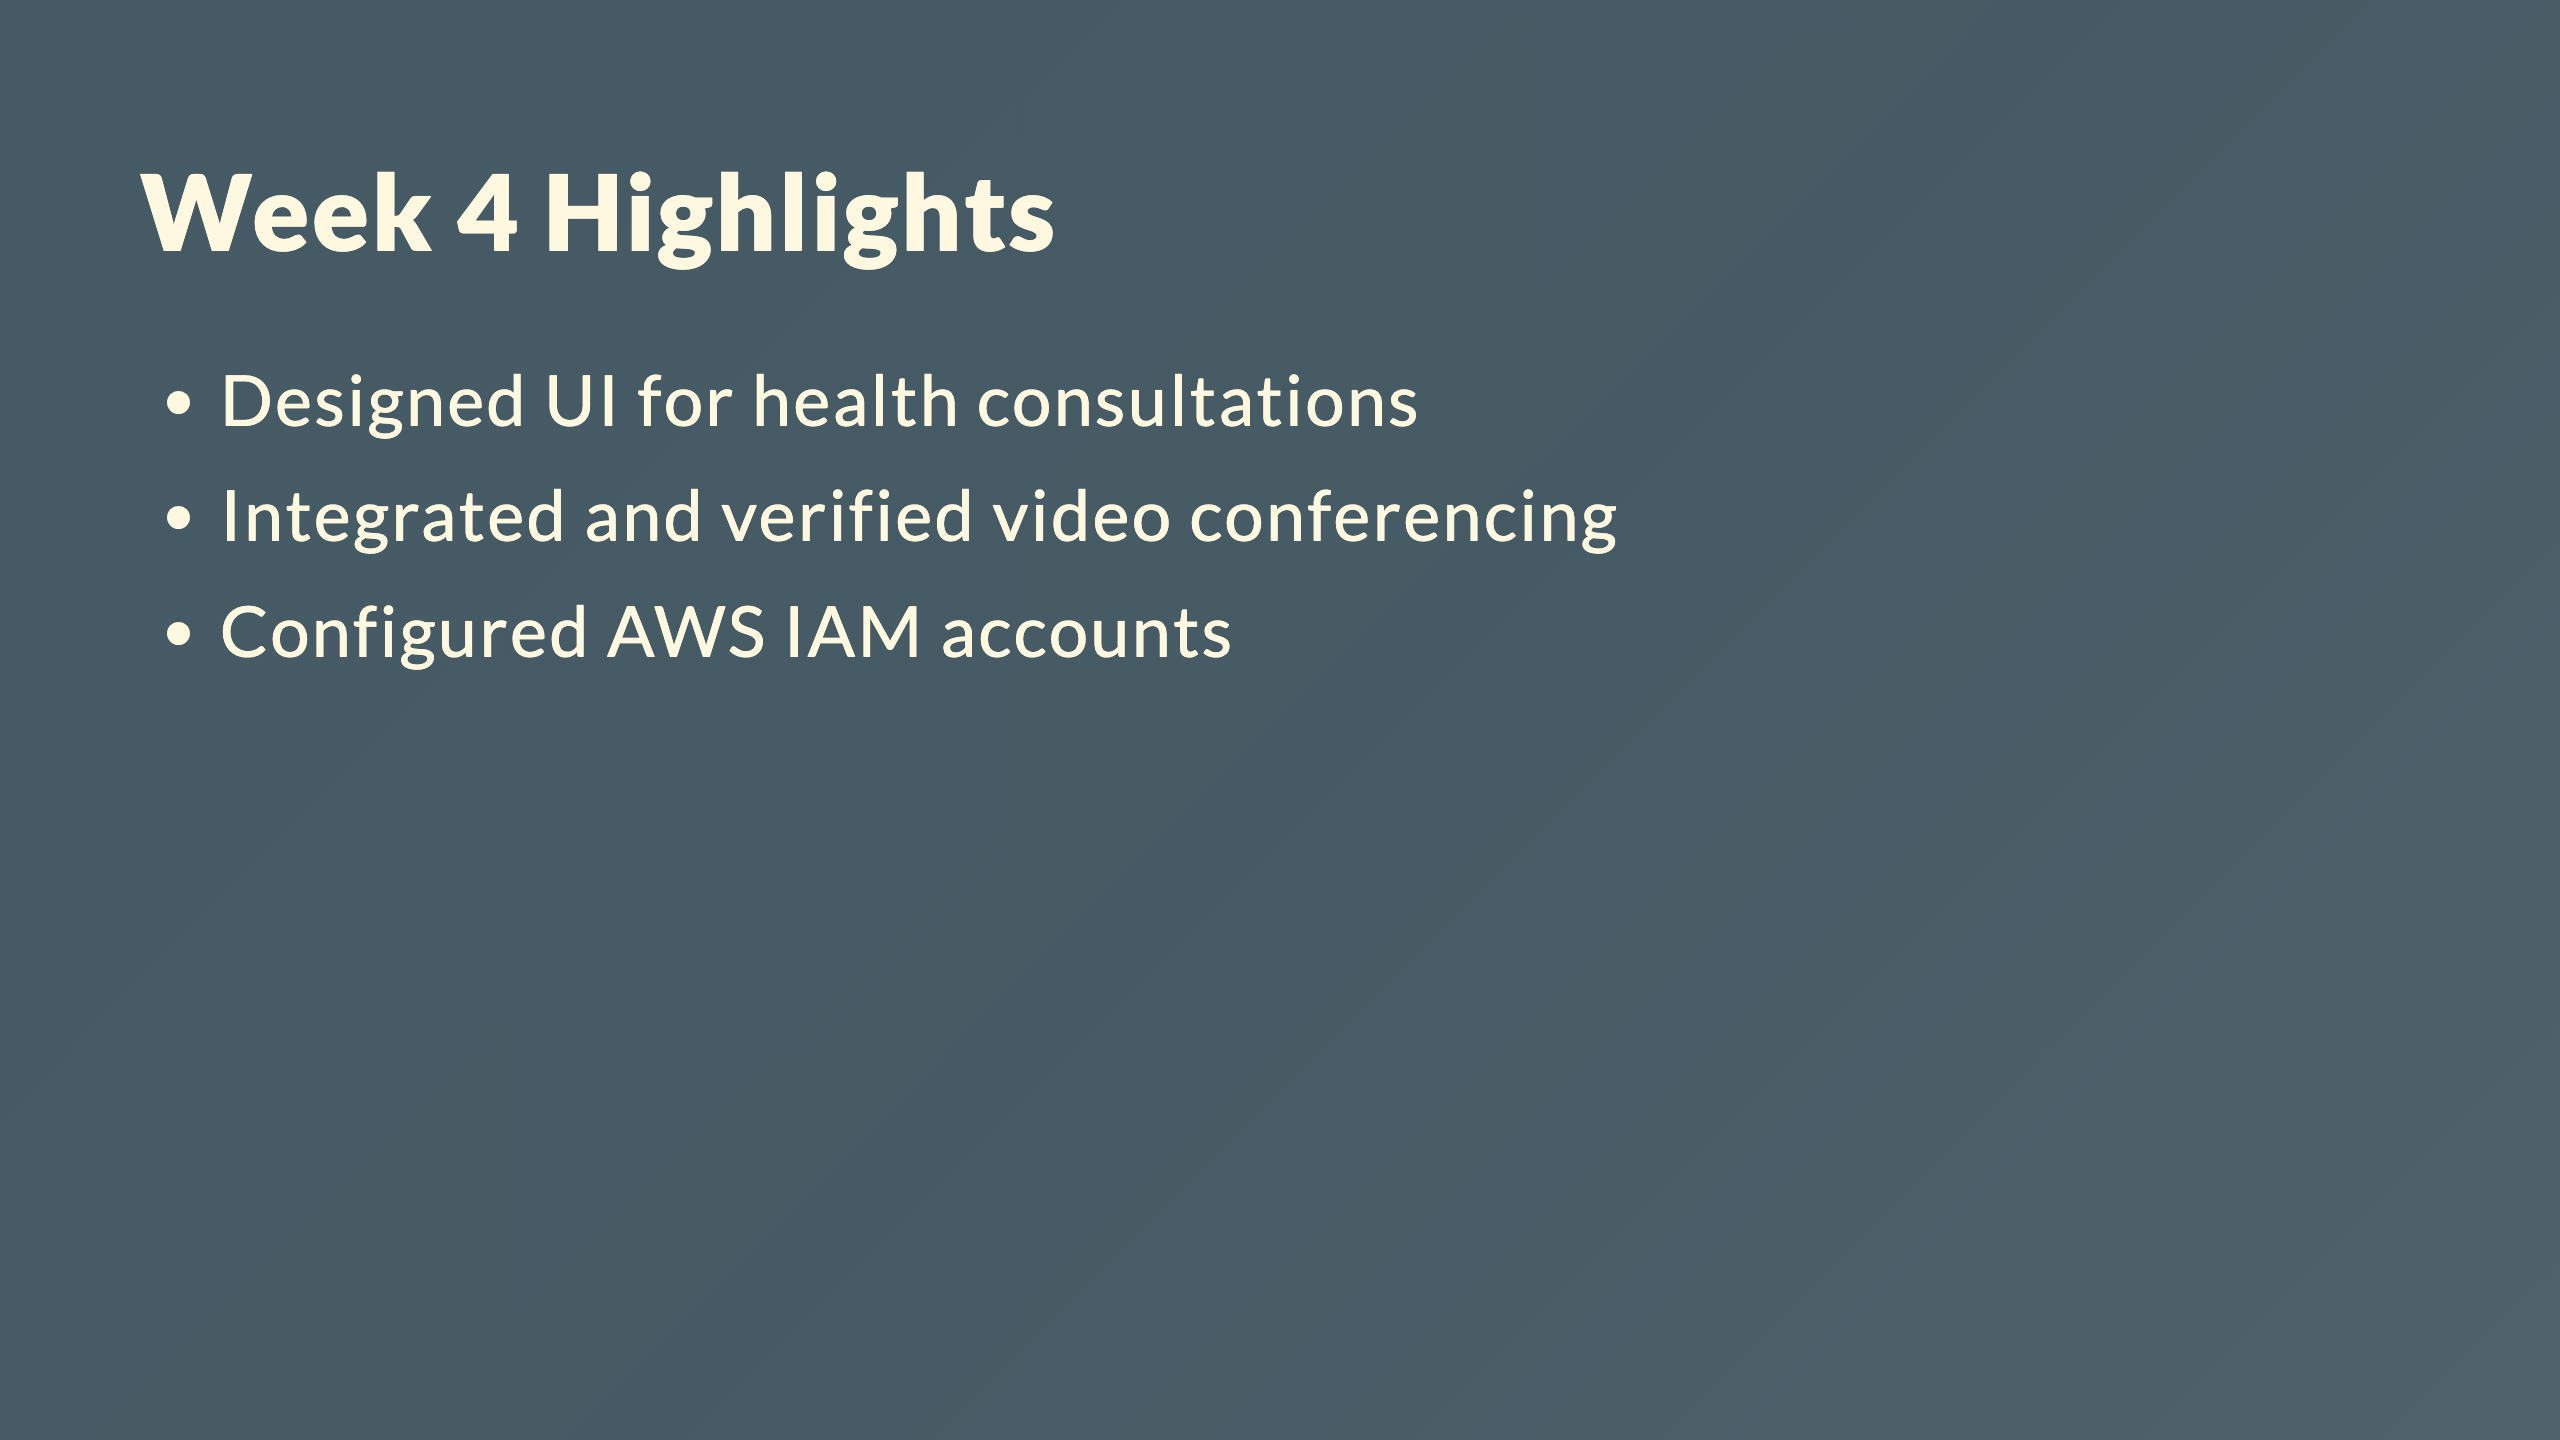 Week 4 Highlights
• Designed UI for health consultations
• Integrated and verified video conferencing
• Configured AWS IAM accounts